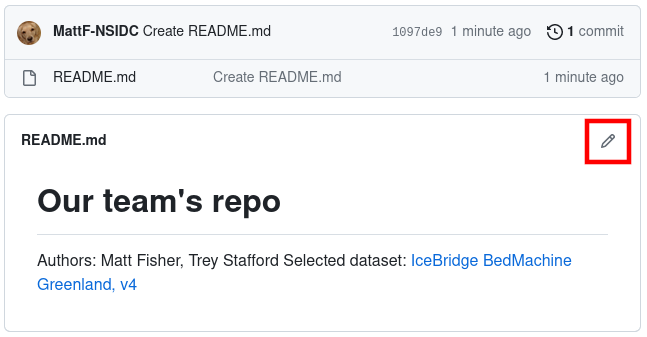 MattF-NSIDC Create README.md 1097de9 1 minute ago 1 commit
README.md Create README.md 1 minute ago
README.md
Our team's repo
Authors: Matt Fisher, Trey Stafford Selected dataset: IceBridge BedMachine
Greenland, v4